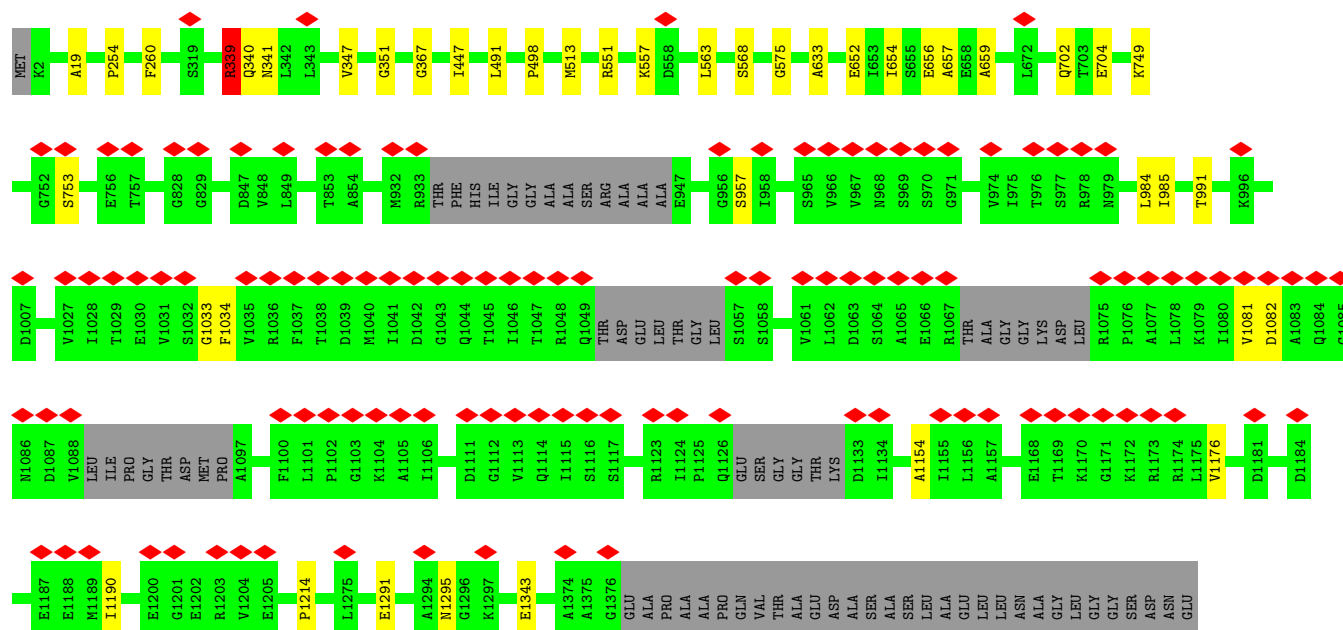 MET K2 A19 P254 F260 S319 R339 Q340 N341 L342 L343 V347 G351 G367 I447 L491 P498 M513 R551 K557 D558 L563 S568 G575 A633 E652 I653 I654 S655 E656 A657 E658 A659 L672 Q702 T703 E704 K749
G752 S753 E756 T757 G828 G829 D847 V848 L849 T853 A854 M932 R933 THR PHE HIS ILE GLY GLY ALA ALA SER ARG ALA ALA ALA E947 G956 S957 I958 S965 V966 V967 N968 S969 S970 G971 V974 I975 T976 S977 R978 N979 L984 I985 T991 K996
D1007 V1027 I1028 T1029 E1030 V1031 S1032 G1033 F1034 V1035 R1036 F1037 T1038 D1039 M1040 I1041 D1042 G1043 Q1044 T1045 I1046 T1047 R1048 Q1049 THR ASP GLU LEU THR GLY LEU S1057 S1058 V1061 L1062 D1063 S1064 A1065 E1066 R1067 THR ALA GLY GLY LYS ASP LEU R1075 P1076 A1077 L1078 K1079 I1080 V1081 D1082 A1083 Q1084
N1086 D1087 V1088 LEU ILE PRO GLY THR ASP MET PRO A1097 F1100 L1101 P1102 G1103 K1104 A1105 I1106 D1111 G1112 V1113 Q1114 I1115 S1116 S1117 R1123 I1124 P1125 Q1126 GLU SER GLY GLY THR LYS D1133 I1134 A1154 I1155 L1156 A1157 E1168 T1169 K1170 G1171 K1172 R1173 R1174 L1175 V1176 D1181 D1184
E1187 E1188 M1189 I1190 E1200 G1201 E1202 R1203 V1204 E1205 P1214 L1275 E1291 A1294 N1295 G1296 K1297 E1343 A1374 A1375 G1376 GLU ALA PRO ALA ALA PRO GLN VAL THR ALA GLU ASP ALA SER ALA SER LEU ALA GLU LEU LEU ASN ALA GLY LEU GLY GLY SER ASP ASN GLU